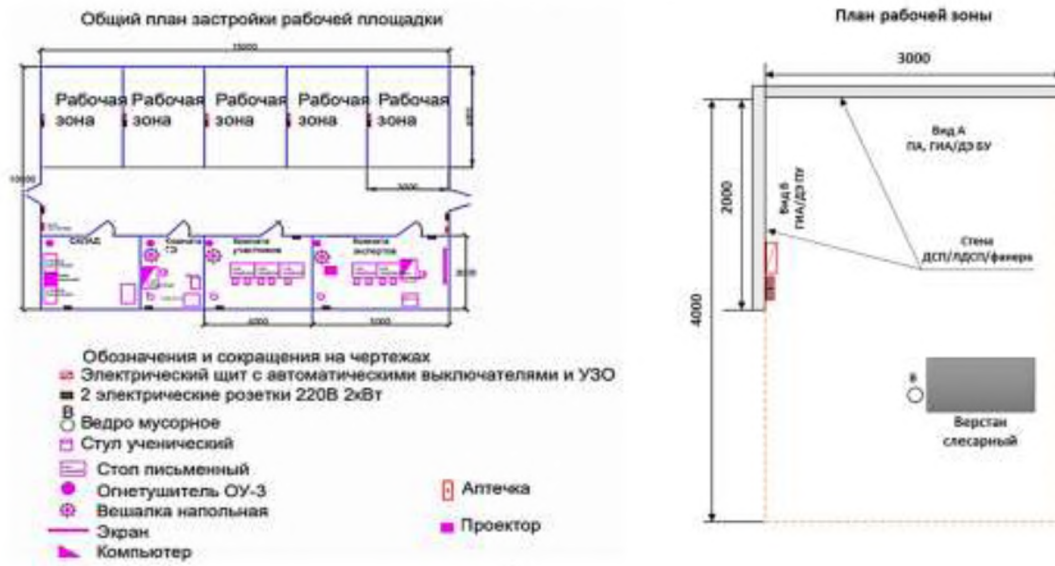 Общий план застройки рабочей площадки
15000
Рабочая зона
Рабочая зона
Рабочая зона
Рабочая зона
Рабочая зона
10000
3000
СКЛАД
Комната ГЭ
Комната участников
Комната экспертов
4000
5000
Обозначения и сокращения на чертежах
Электрический щит с автоматическими выключателями и УЗО
2 электрические розетки 220В 2кВт
В
Ведро мусорное
Стул ученический
Стол письменный
Огнетушитель ОУ-3
Вешалка напольная
Экран
Компьютер
Аптечка
Проектор
План рабочей зоны
3000
Вид А
ПА, ГИА/ДЭ БУ
Вид Б
ГИА/ДЭ ПУ
2000
Стена
ДСП/ЛДСП/фанера
4000
В
Верстак
слесарный